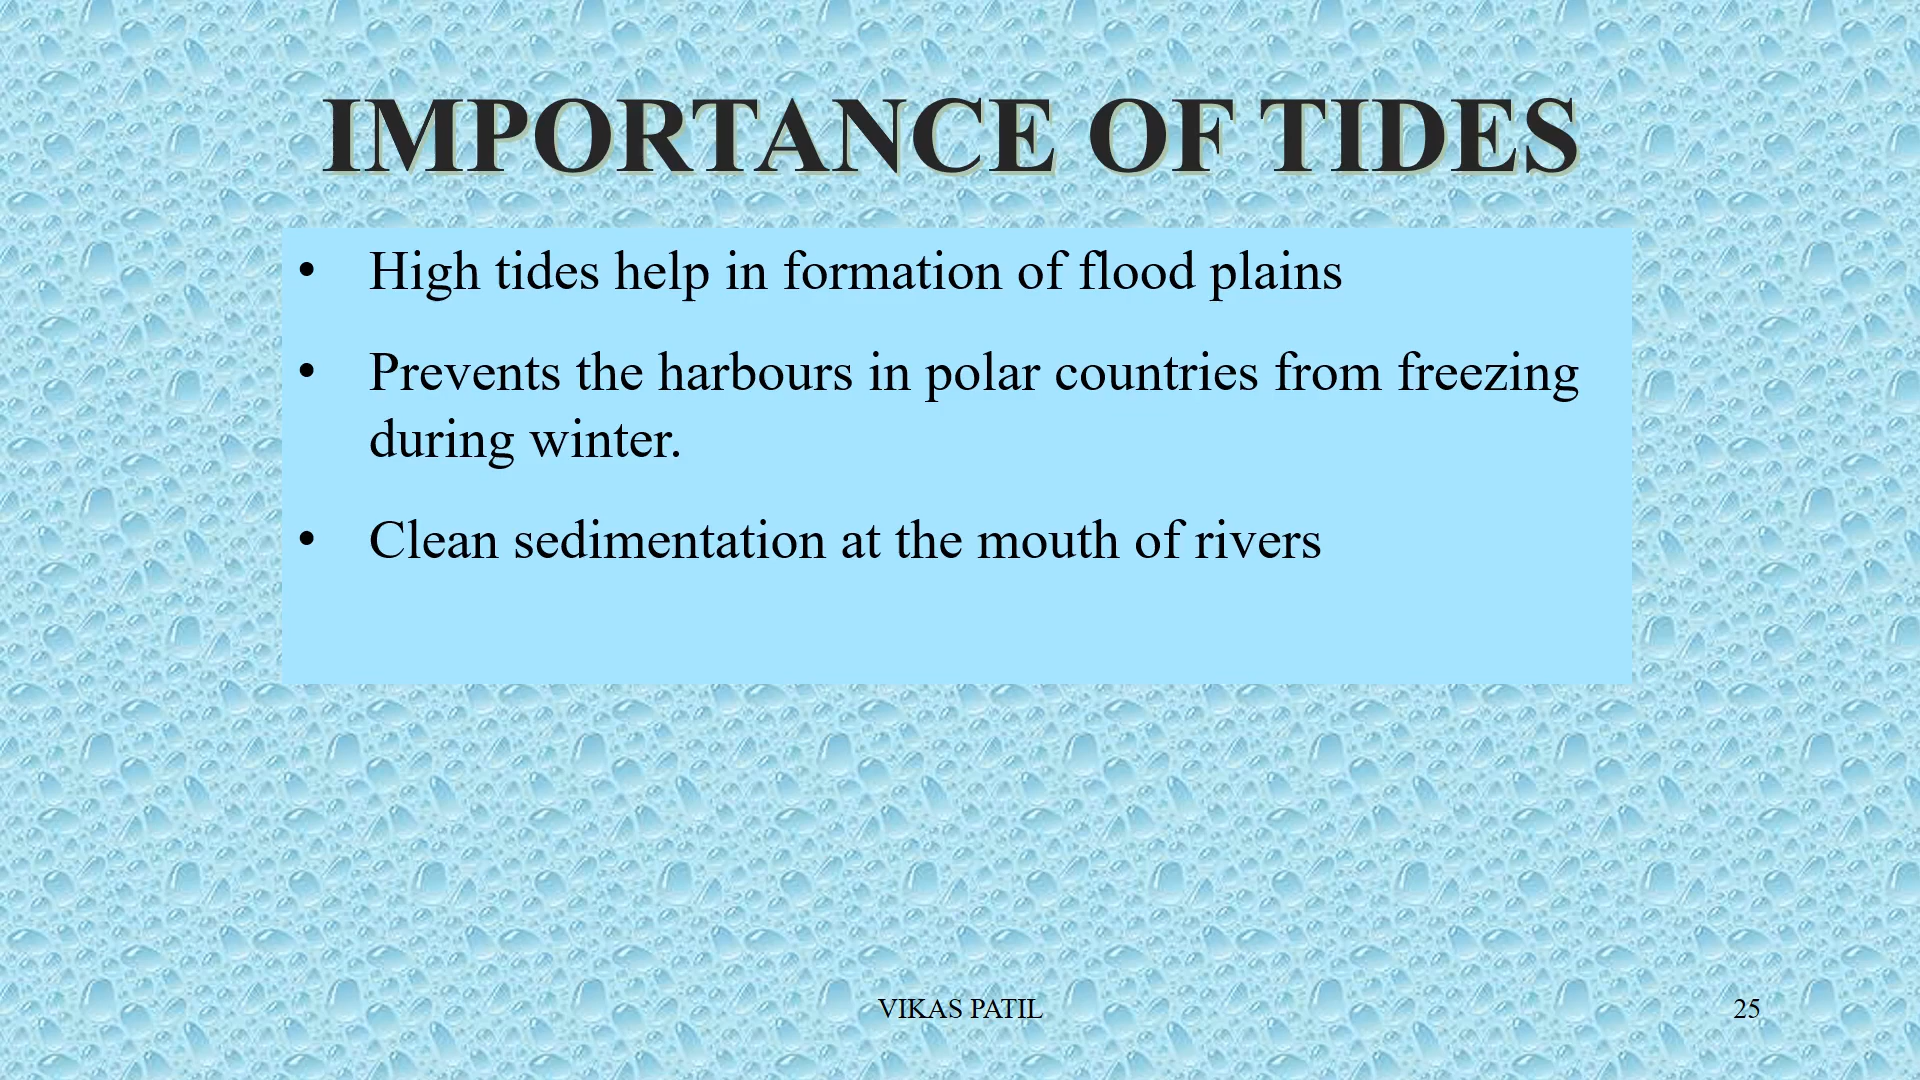 IMPORTANCE OF TIDES
• High tides help in formation of flood plains
• Prevents the harbours in polar countries from freezing
during winter.
• Clean sedimentation at the mouth of rivers
VIKAS PATIL
25